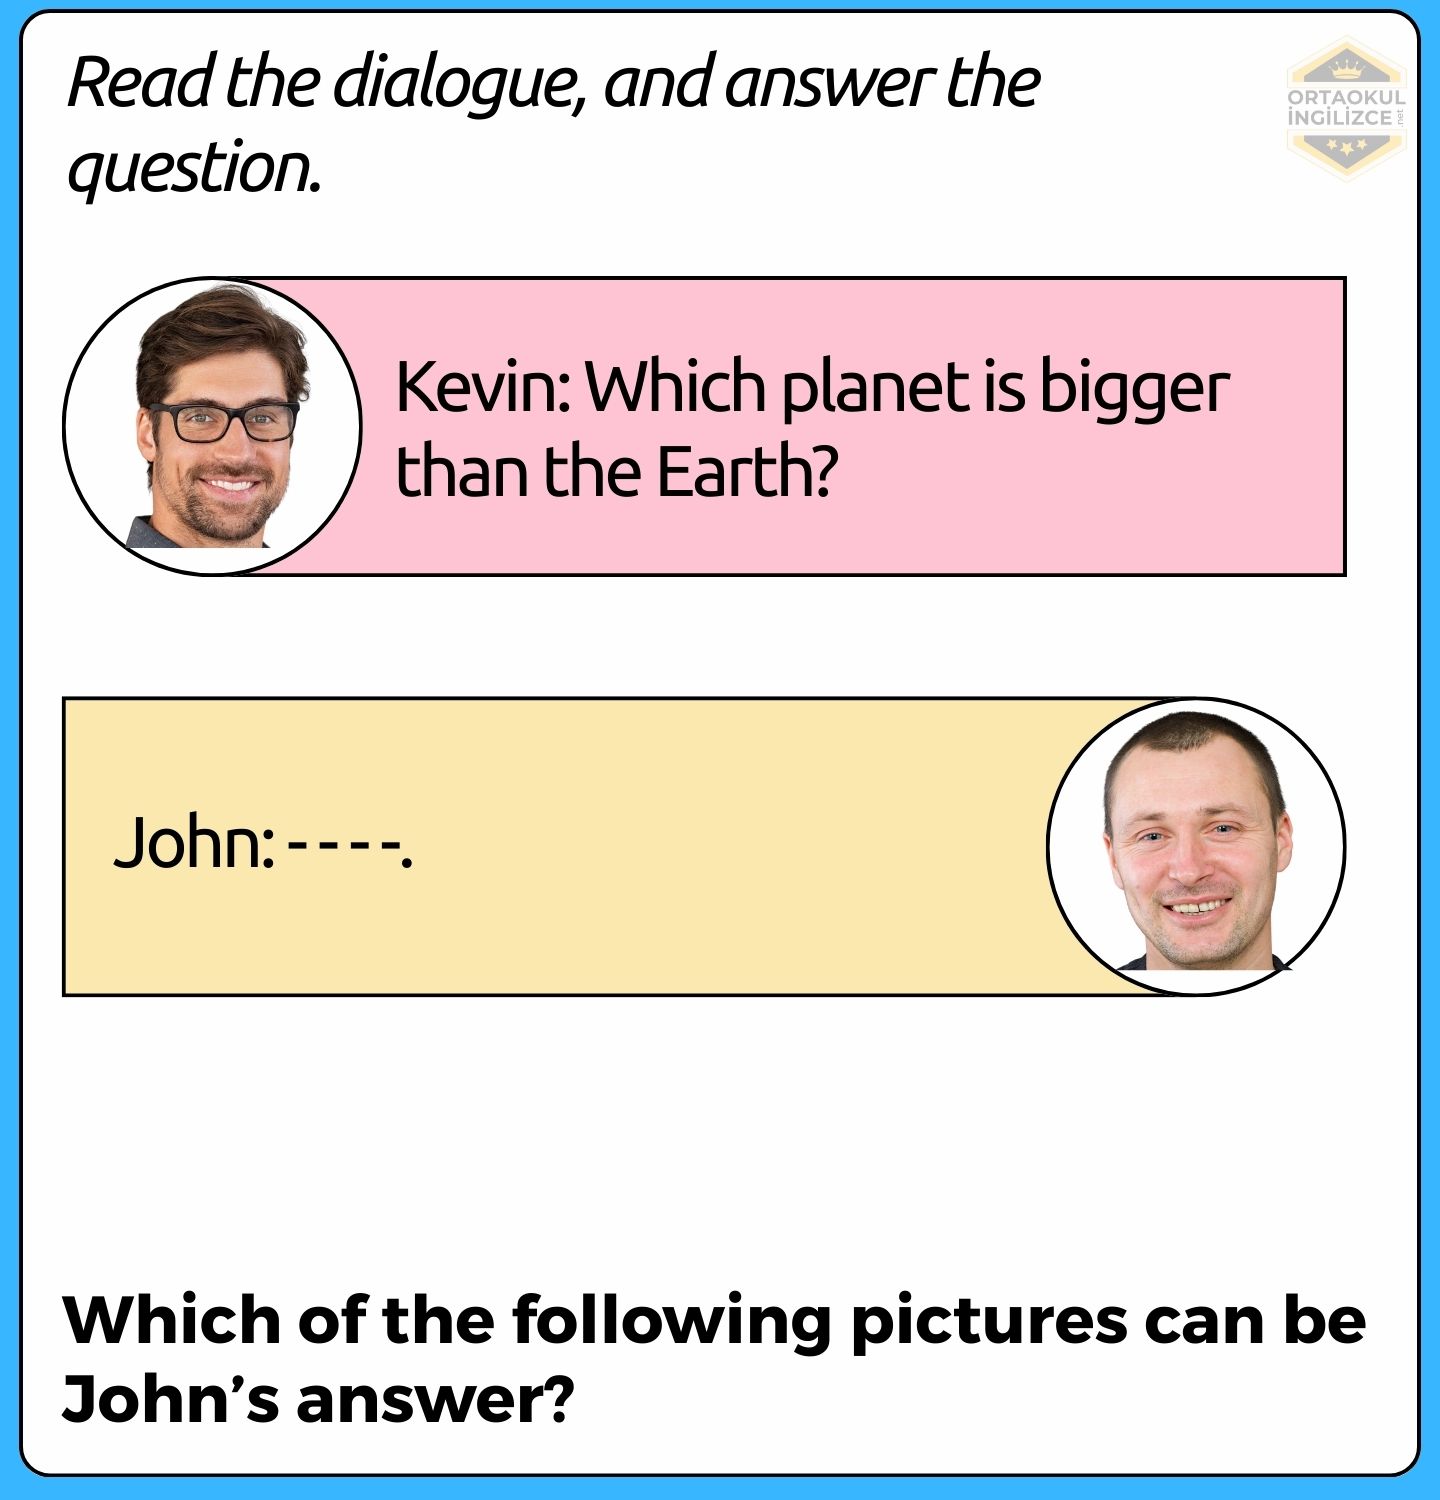 Read the dialogue, and answer the
question.
ORTAOKUL
İNGİLİZCE
.net
Kevin: Which planet is bigger
than the Earth?
John: - - - -.
Which of the following pictures can be
John’s answer?